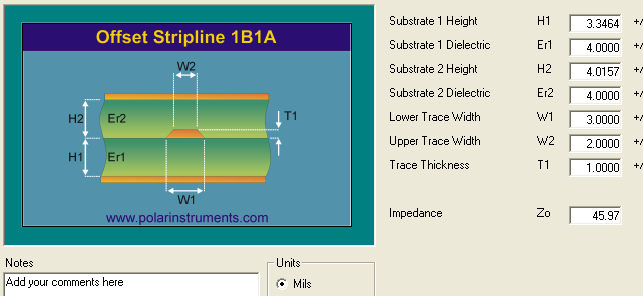 Offset Stripline 1B1A
W2
H2 Er2 T1
H1 Er1
W1
www.polarinstruments.com
Substrate 1 Height H1 3.3464 +/
Substrate 1 Dielectric Er1 4.0000
Substrate 2 Height H2 4.0157 +/
Substrate 2 Dielectric Er2 4.0000
Lower Trace Width W1 3.0000 +/
Upper Trace Width W2 2.0000 +/
Trace Thickness T1 1.0000 +/
Impedance Zo 45.97
Notes
Add your comments here
Units
Mils